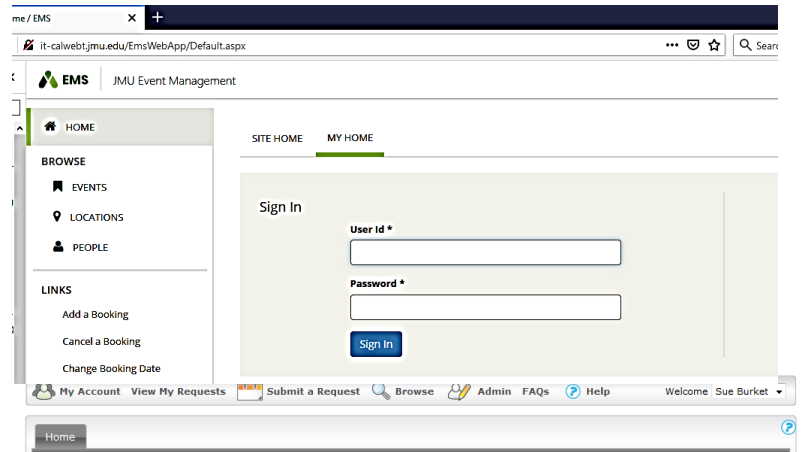 me / EMS
it-calwebt.jmu.edu/EmsWebApp/Default.aspx
EMS JMU Event Management
HOME
SITE HOME MY HOME
BROWSE
EVENTS
LOCATIONS
PEOPLE
Sign In
User Id *
Password *
Sign In
LINKS
Add a Booking
Cancel a Booking
Change Booking Date
My Account View My Requests Submit a Request Browse Admin FAQs Help Welcome Sue Burket
Home